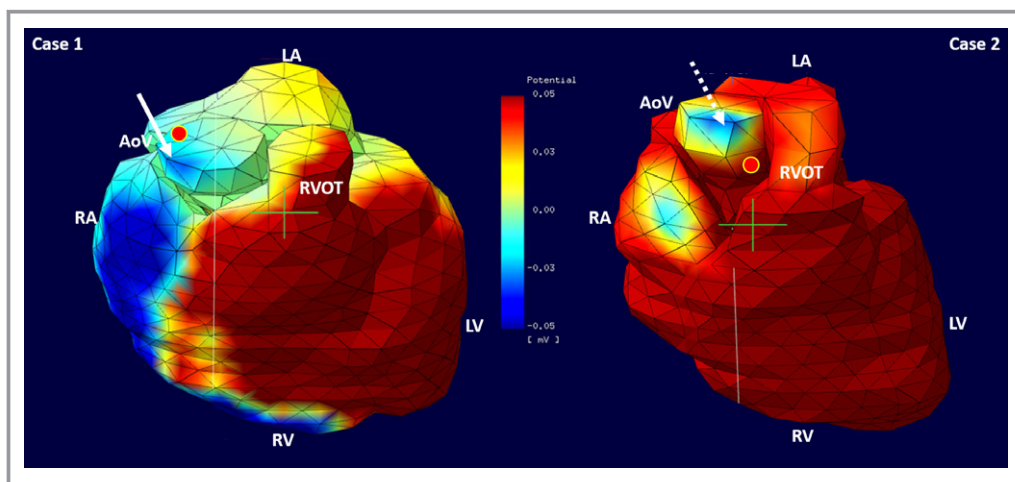 Case 1
LA
AoV
RVOT
RA
LV
RV
Potential
0.05
0.03
0.00
-0.03
-0.05
[ mV ]
Case 2
LA
AoV
RVOT
RA
LV
RV